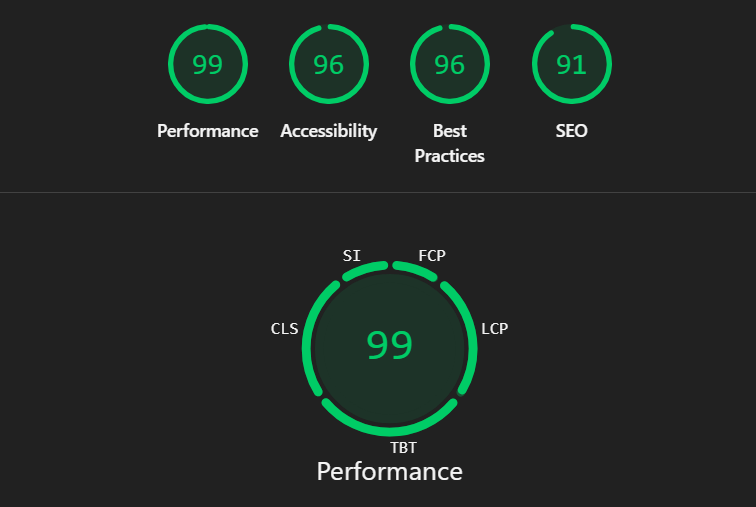 99 96 96 91
Performance Accessibility Best Practices SEO
SI FCP
CLS LCP
99
TBT
Performance